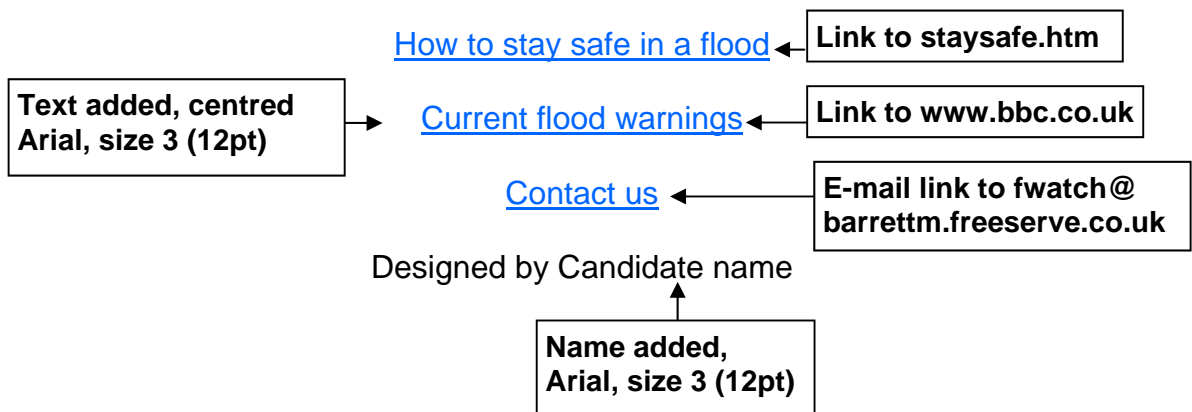 How to stay safe in a flood
Link to staysafe.htm
Text added, centred
Arial, size 3 (12pt)
Current flood warnings
Link to www.bbc.co.uk
Contact us
E-mail link to fwatch@
barrettm.freeserve.co.uk
Designed by Candidate name
Name added,
Arial, size 3 (12pt)